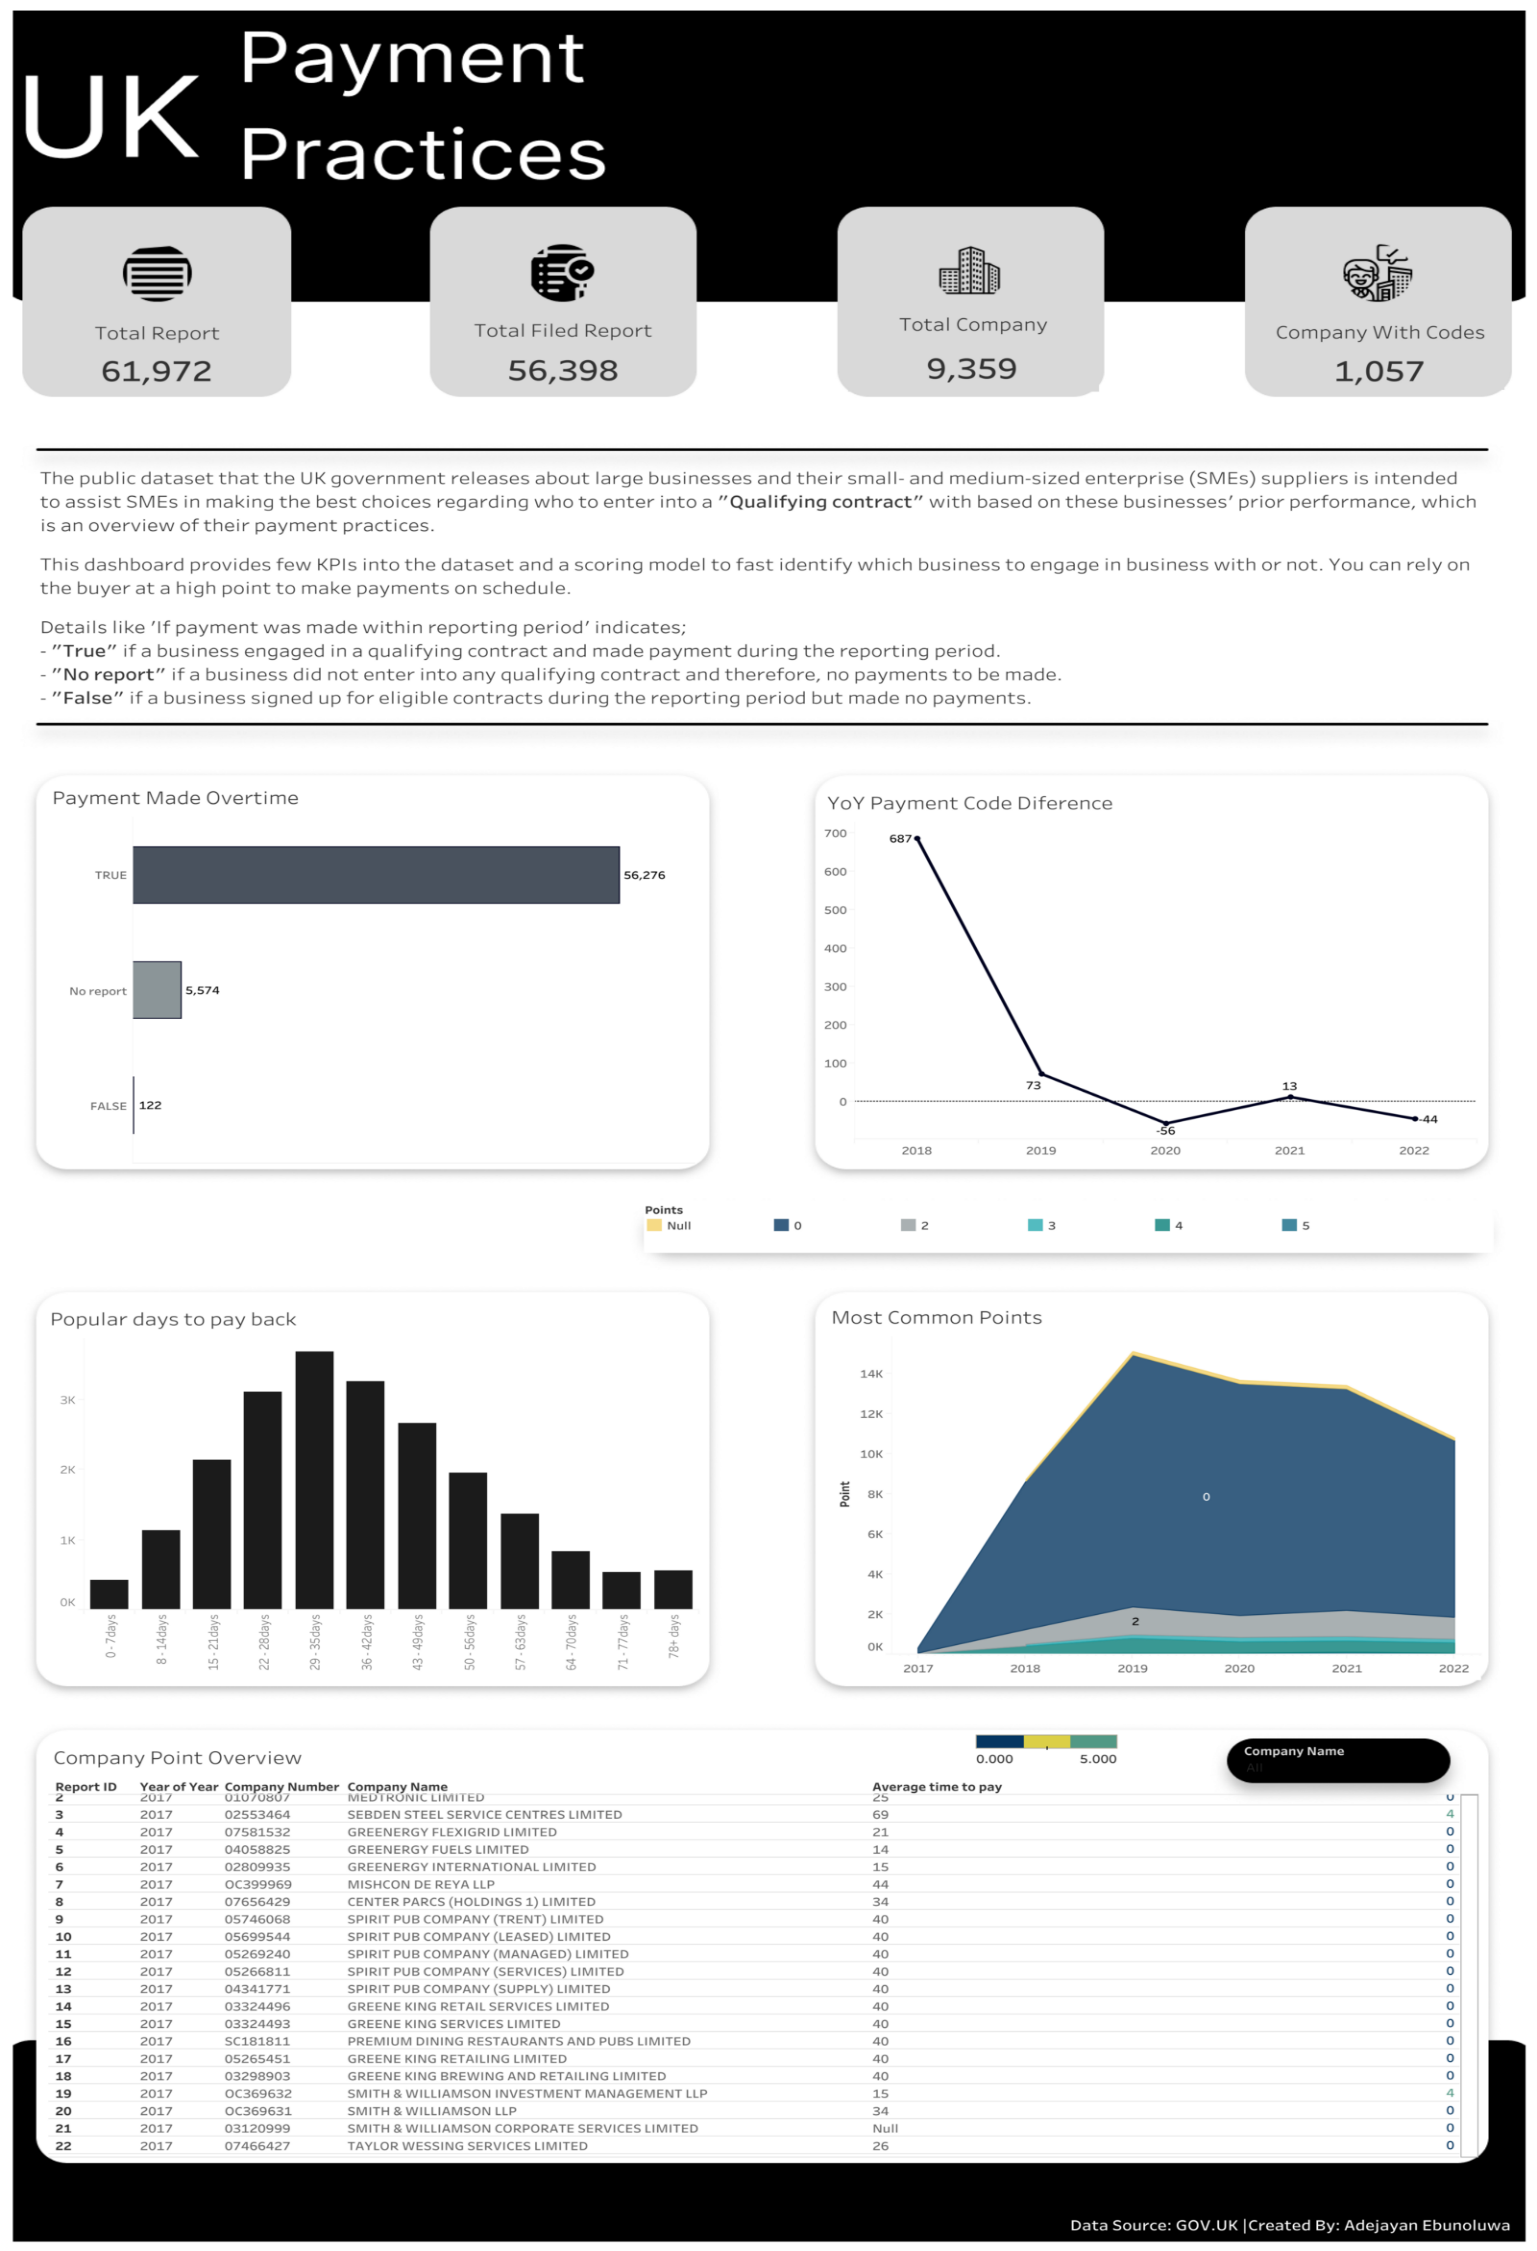 UK
Payment
Practices
Total Report
61,972
Total Filed Report
56,398
Total Company
9,359
Company With Codes
1,057
The public dataset that the UK government releases about large businesses and their small- and medium-sized enterprise (SMEs) suppliers is intended
to assist SMEs in making the best choices regarding who to enter into a "Qualifying contract" with based on these businesses' prior performance, which
is an overview of their payment practices.
This dashboard provides few KPIs into the dataset and a scoring model to fast identify which business to engage in business with or not. You can rely on
the buyer at a high point to make payments on schedule.
Details like 'If payment was made within reporting period' indicates;
- "True" if a business engaged in a qualifying contract and made payment during the reporting period.
- "No report" if a business did not enter into any qualifying contract and therefore, no payments to be made.
- "False" if a business signed up for eligible contracts during the reporting period but made no payments.
Payment Made Overtime
TRUE 56,276
No report 5,574
FALSE 122
YoY Payment Code Diference
700
600
500
400
300
200
100
0
687
73
-56
13
-44
2018 2019 2020 2021 2022
Points
Null 0 2 3 4 5
Popular days to pay back
3K
2K
1K
0K
0 - 7days
8 - 14days
15 - 21days
22 - 28days
29 - 35days
36 - 42days
43 - 49days
50 - 56days
57 - 63days
64 - 70days
71 - 77days
78+ days
Most Common Points
Point
14K
12K
10K
8K
6K
4K
2K
0K
0
2
2017 2018 2019 2020 2021 2022
Company Point Overview
0.000 5.000
Company Name
All
Report ID Year of Year Company Number Company Name Average time to pay
2 2017 01070807 MEDTRONIC LIMITED 25 0
3 2017 02553464 SEBDEN STEEL SERVICE CENTRES LIMITED 69 4
4 2017 07581532 GREENERGY FLEXIGRID LIMITED 21 0
5 2017 04058825 GREENERGY FUELS LIMITED 14 0
6 2017 02809935 GREENERGY INTERNATIONAL LIMITED 15 0
7 2017 OC399969 MISHCON DE REYA LLP 44 0
8 2017 07656429 CENTER PARCS (HOLDINGS 1) LIMITED 34 0
9 2017 05746068 SPIRIT PUB COMPANY (TRENT) LIMITED 40 0
10 2017 05699544 SPIRIT PUB COMPANY (LEASED) LIMITED 40 0
11 2017 05269240 SPIRIT PUB COMPANY (MANAGED) LIMITED 40 0
12 2017 05266811 SPIRIT PUB COMPANY (SERVICES) LIMITED 40 0
13 2017 04341771 SPIRIT PUB COMPANY (SUPPLY) LIMITED 40 0
14 2017 03324496 GREENE KING RETAIL SERVICES LIMITED 40 0
15 2017 03324493 GREENE KING SERVICES LIMITED 40 0
16 2017 SC181811 PREMIUM DINING RESTAURANTS AND PUBS LIMITED 40 0
17 2017 05265451 GREENE KING RETAILING LIMITED 40 0
18 2017 03298903 GREENE KING BREWING AND RETAILING LIMITED 40 0
19 2017 OC369632 SMITH & WILLIAMSON INVESTMENT MANAGEMENT LLP 15 4
20 2017 OC369631 SMITH & WILLIAMSON LLP 34 0
21 2017 03120999 SMITH & WILLIAMSON CORPORATE SERVICES LIMITED Null 0
22 2017 07466427 TAYLOR WESSING SERVICES LIMITED 26 0
Data Source: GOV.UK |Created By: Adejayan Ebunoluwa